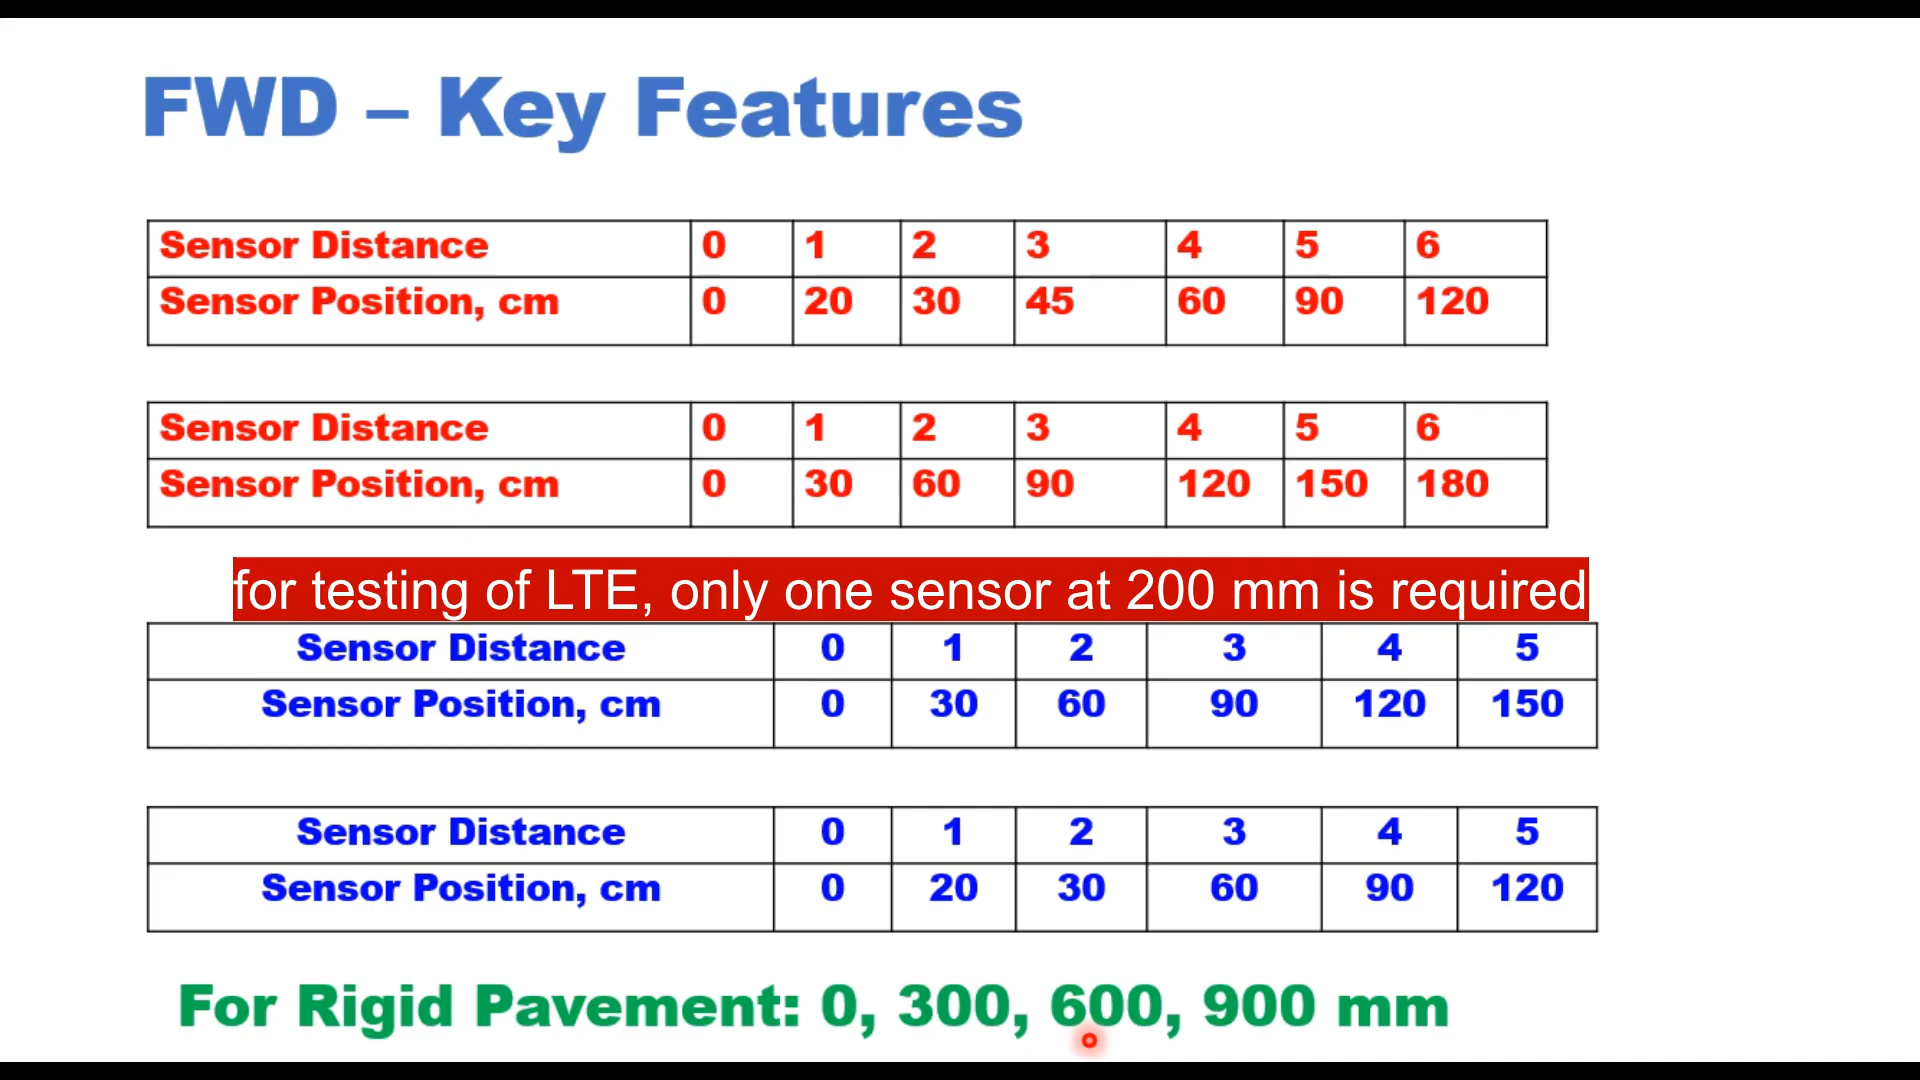 FWD – Key Features
Sensor Distance 0 1 2 3 4 5 6
Sensor Position, cm 0 20 30 45 60 90 120
Sensor Distance 0 1 2 3 4 5 6
Sensor Position, cm 0 30 60 90 120 150 180
for testing of LTE, only one sensor at 200 mm is required
Sensor Distance 0 1 2 3 4 5
Sensor Position, cm 0 30 60 90 120 150
Sensor Distance 0 1 2 3 4 5
Sensor Position, cm 0 20 30 60 90 120
For Rigid Pavement: 0, 300, 600, 900 mm